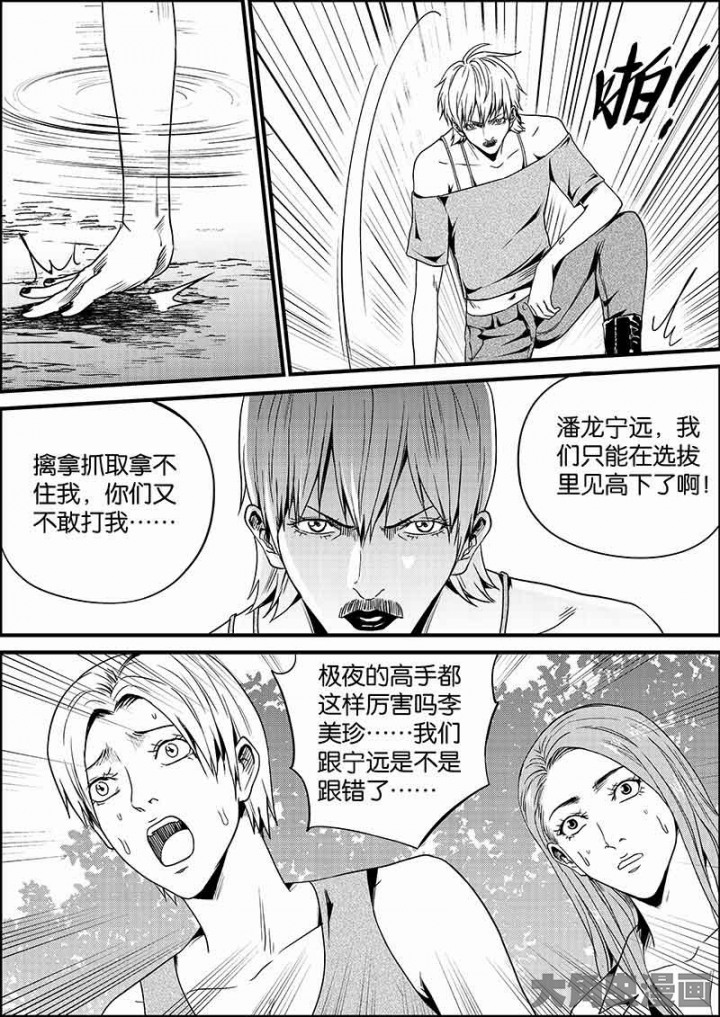 啪!
擒拿抓取拿不
住我，你们又
不敢打我……
潘龙宁远，我
们只能在选拔
里见高下了啊!
极夜的高手都
这样厉害吗李
美珍……我们
跟宁远是不是
跟错了……
大角虫漫画